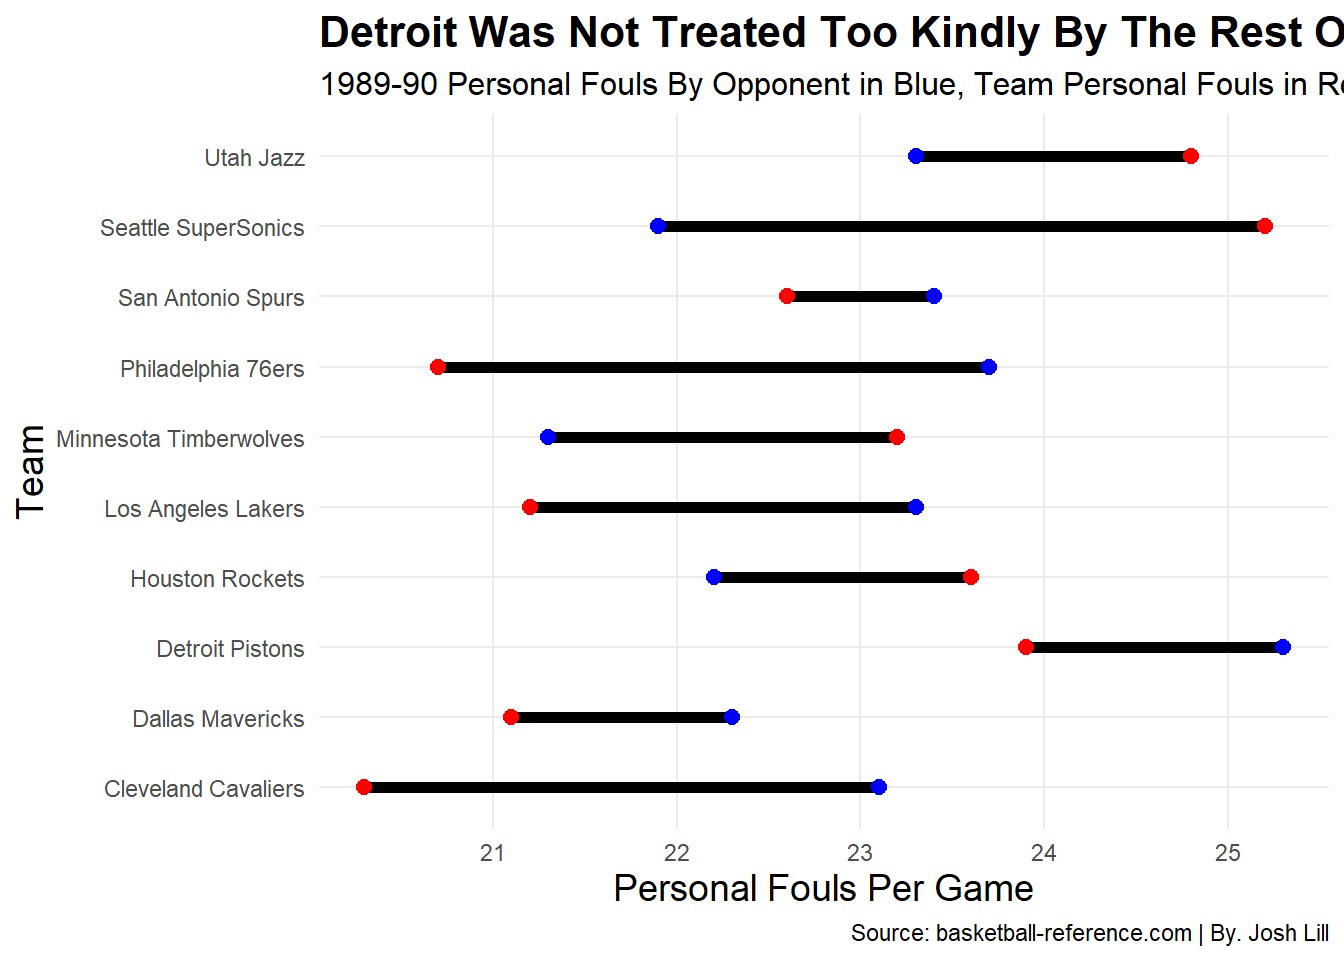 Detroit Was Not Treated Too Kindly By The Rest O
1989-90 Personal Fouls By Opponent in Blue, Team Personal Fouls in Re
Utah Jazz
Seattle SuperSonics
San Antonio Spurs
Philadelphia 76ers
Minnesota Timberwolves
Los Angeles Lakers
Houston Rockets
Detroit Pistons
Dallas Mavericks
Cleveland Cavaliers
Team
21 22 23 24 25
Personal Fouls Per Game
Source: basketball-reference.com | By. Josh Lill